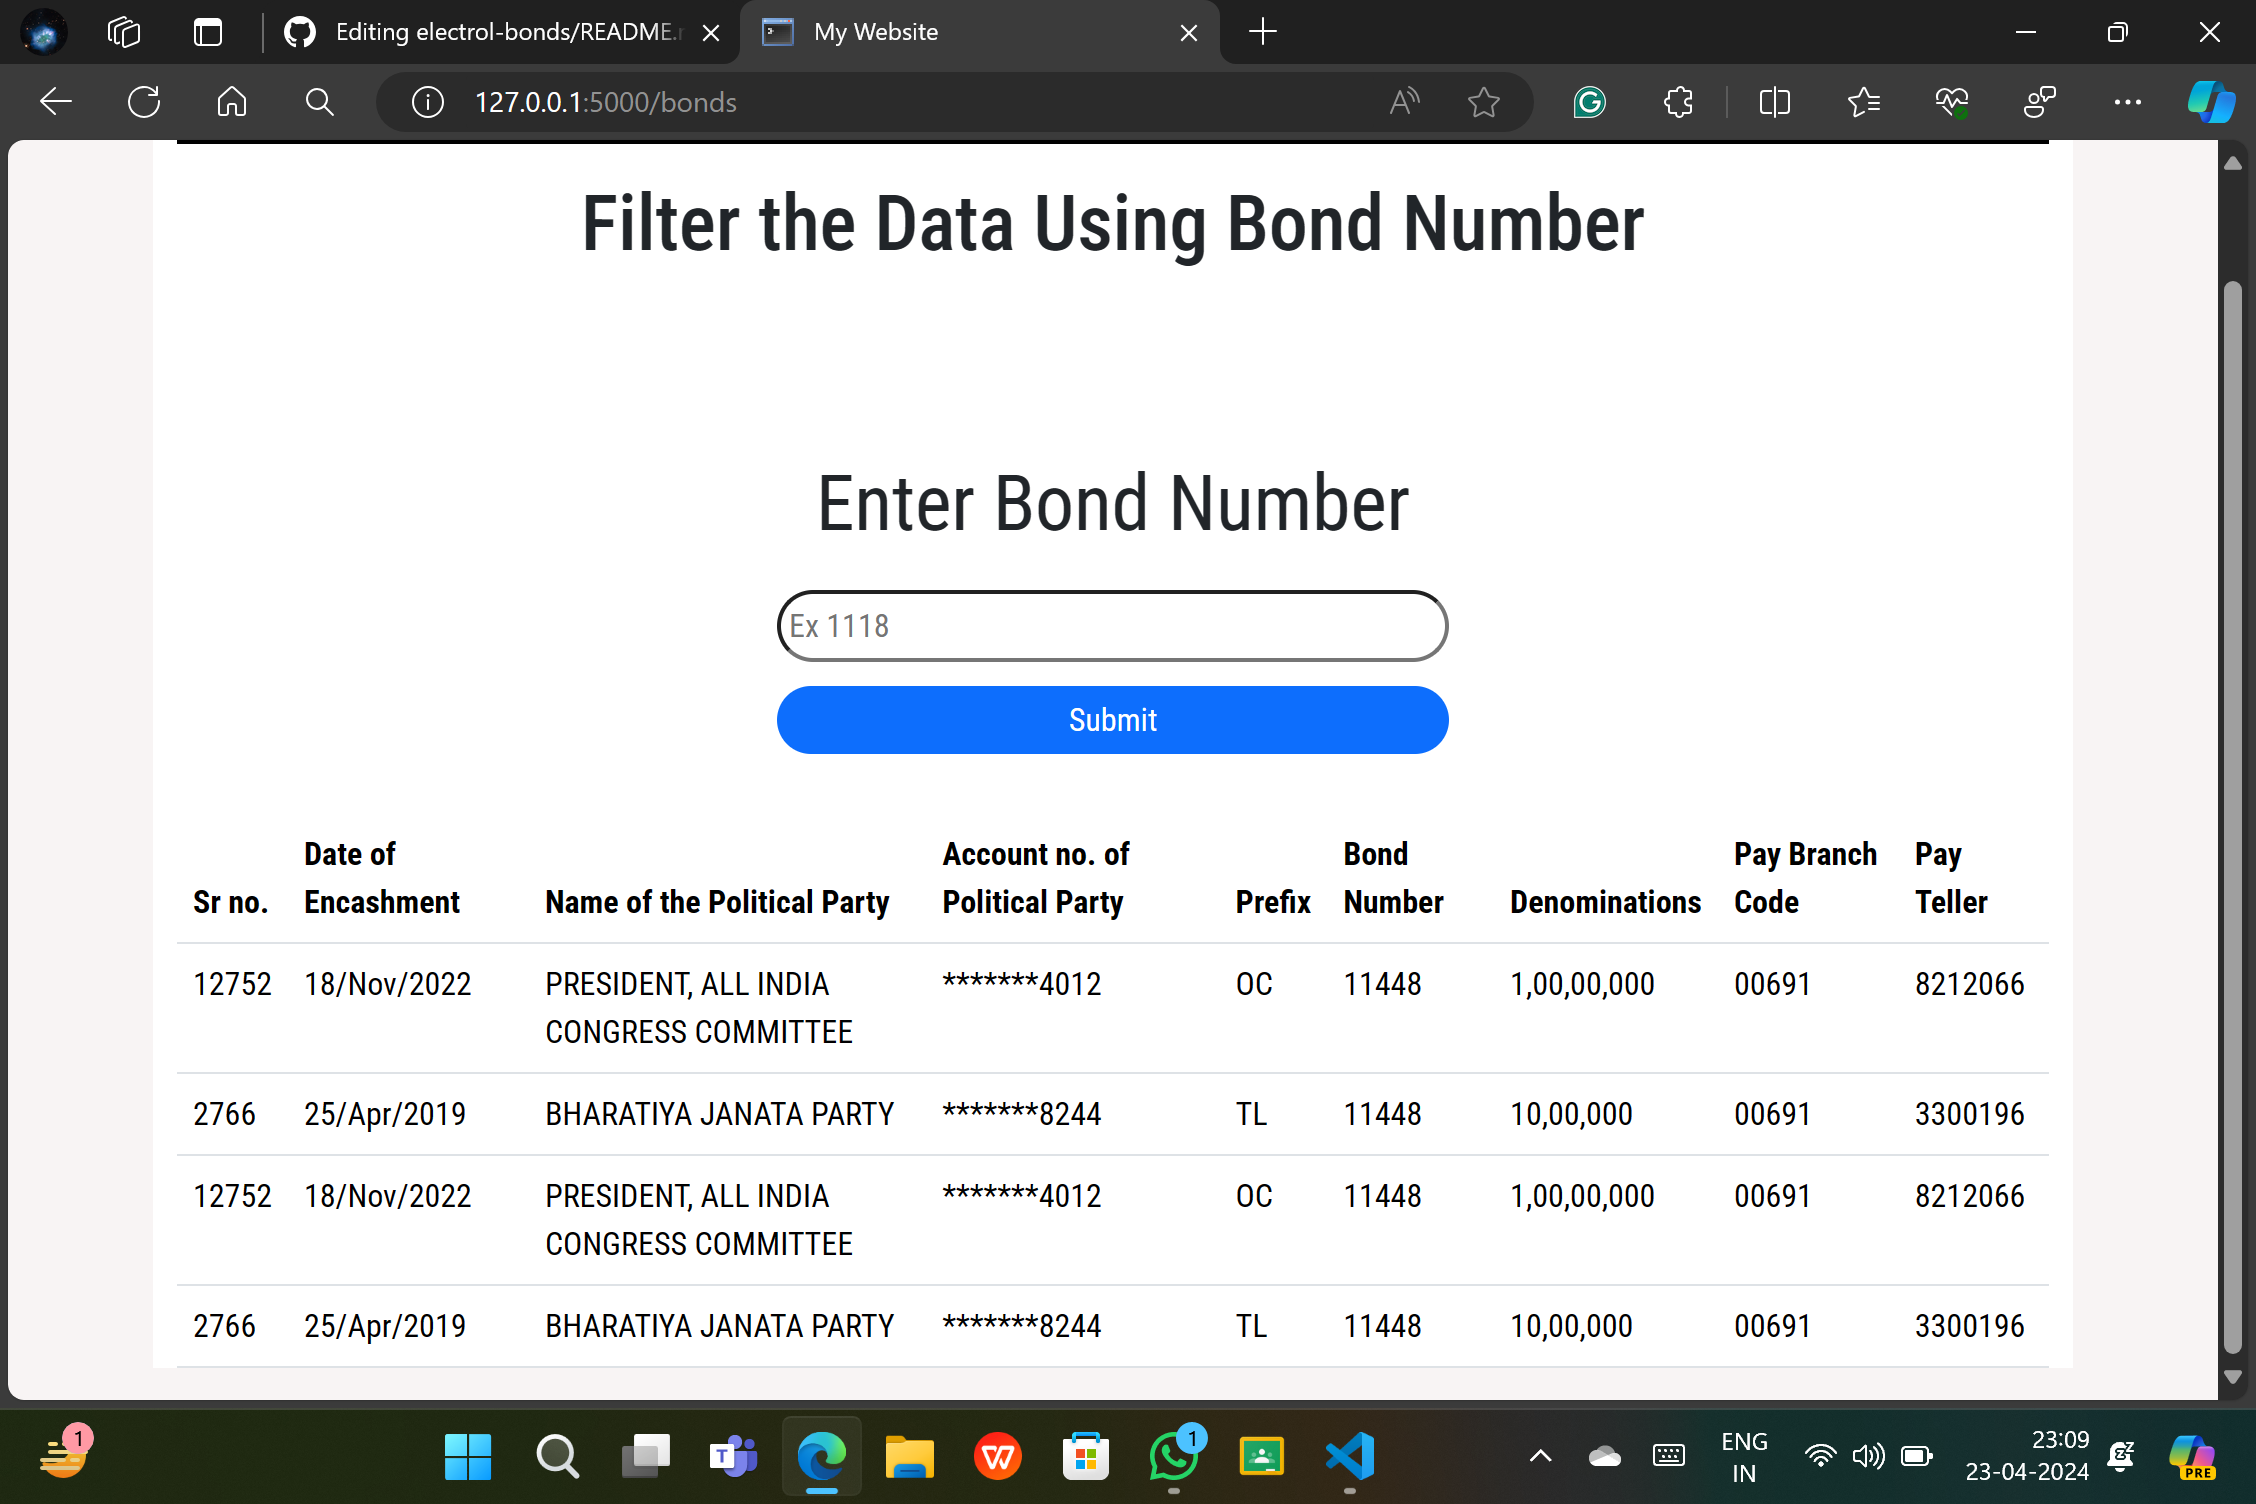 Editing electrol-bonds/README.
My Website
127.0.0.1:5000/bonds
Filter the Data Using Bond Number
Enter Bond Number
Ex 1118
Submit
Sr no. Date of Encashment Name of the Political Party Account no. of Political Party Prefix Bond Number Denominations Pay Branch Code Pay Teller
12752 18/Nov/2022 PRESIDENT, ALL INDIA CONGRESS COMMITTEE *******4012 OC 11448 1,00,00,000 00691 8212066
2766 25/Apr/2019 BHARATIYA JANATA PARTY *******8244 TL 11448 10,00,000 00691 3300196
12752 18/Nov/2022 PRESIDENT, ALL INDIA CONGRESS COMMITTEE *******4012 OC 11448 1,00,00,000 00691 8212066
2766 25/Apr/2019 BHARATIYA JANATA PARTY *******8244 TL 11448 10,00,000 00691 3300196
1
T
1
ENG
IN
23:09
23-04-2024
PRE